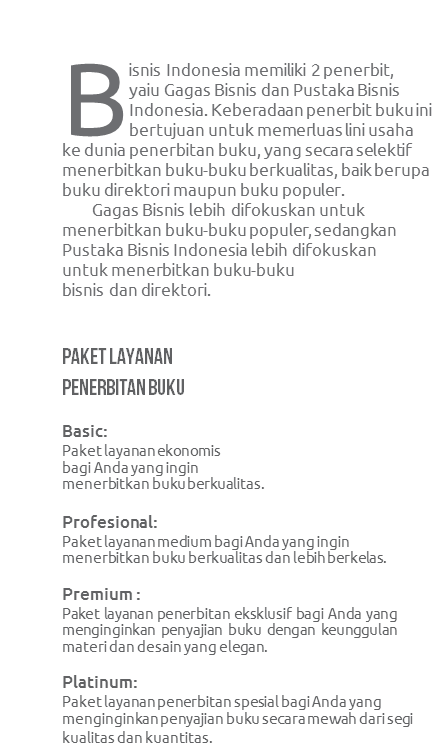 Bisnis Indonesia memiliki 2 penerbit,
yaiu Gagas Bisnis dan Pustaka Bisnis
Indonesia. Keberadaan penerbit buku ini
bertujuan untuk memerluas lini usaha
ke dunia penerbitan buku, yang secara selektif
menerbitkan buku-buku berkualitas, baik berupa
buku direktori maupun buku populer.
Gagas Bisnis lebih difokuskan untuk
menerbitkan buku-buku populer, sedangkan
Pustaka Bisnis Indonesia lebih difokuskan
untuk menerbitkan buku-buku
bisnis dan direktori.
PAKET LAYANAN
PENERBITAN BUKU
Basic:
Paket layanan ekonomis
bagi Anda yang ingin
menerbitkan buku berkualitas.
Profesional:
Paket layanan medium bagi Anda yang ingin
menerbitkan buku berkualitas dan lebih berkelas.
Premium :
Paket layanan penerbitan eksklusif bagi Anda yang
menginginkan penyajian buku dengan keunggulan
materi dan desain yang elegan.
Platinum:
Paket layanan penerbitan spesial bagi Anda yang
menginginkan penyajian buku secara mewah dari segi
kualitas dan kuantitas.